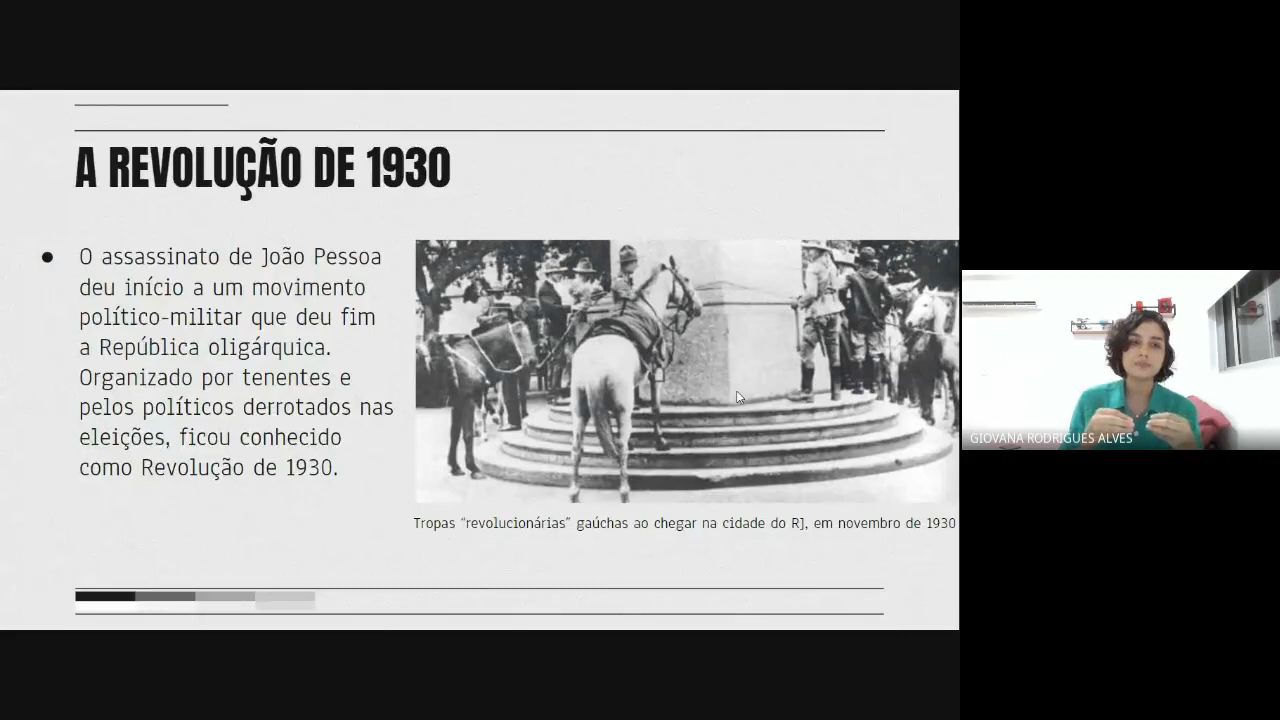 A REVOLUÇÃO DE 1930
● O assassinato de João Pessoa
deu início a um movimento
político-militar que deu fim
a República oligárquica.
Organizado por tenentes e
pelos políticos derrotados nas
eleições, ficou conhecido
como Revolução de 1930.
Tropas “revolucionárias” gaúchas ao chegar na cidade do RJ, em novembro de 1930
GIOVANA RODRIGUES ALVES